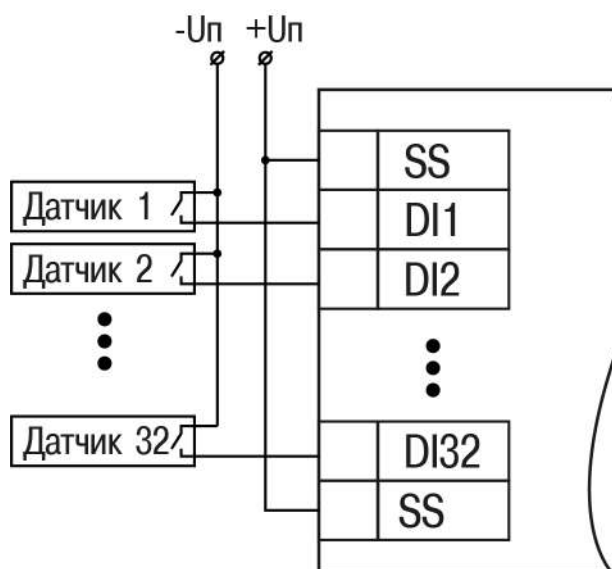 -Uп +Uп
SS
Датчик 1
DI1
Датчик 2
DI2
Датчик 32
DI32
SS